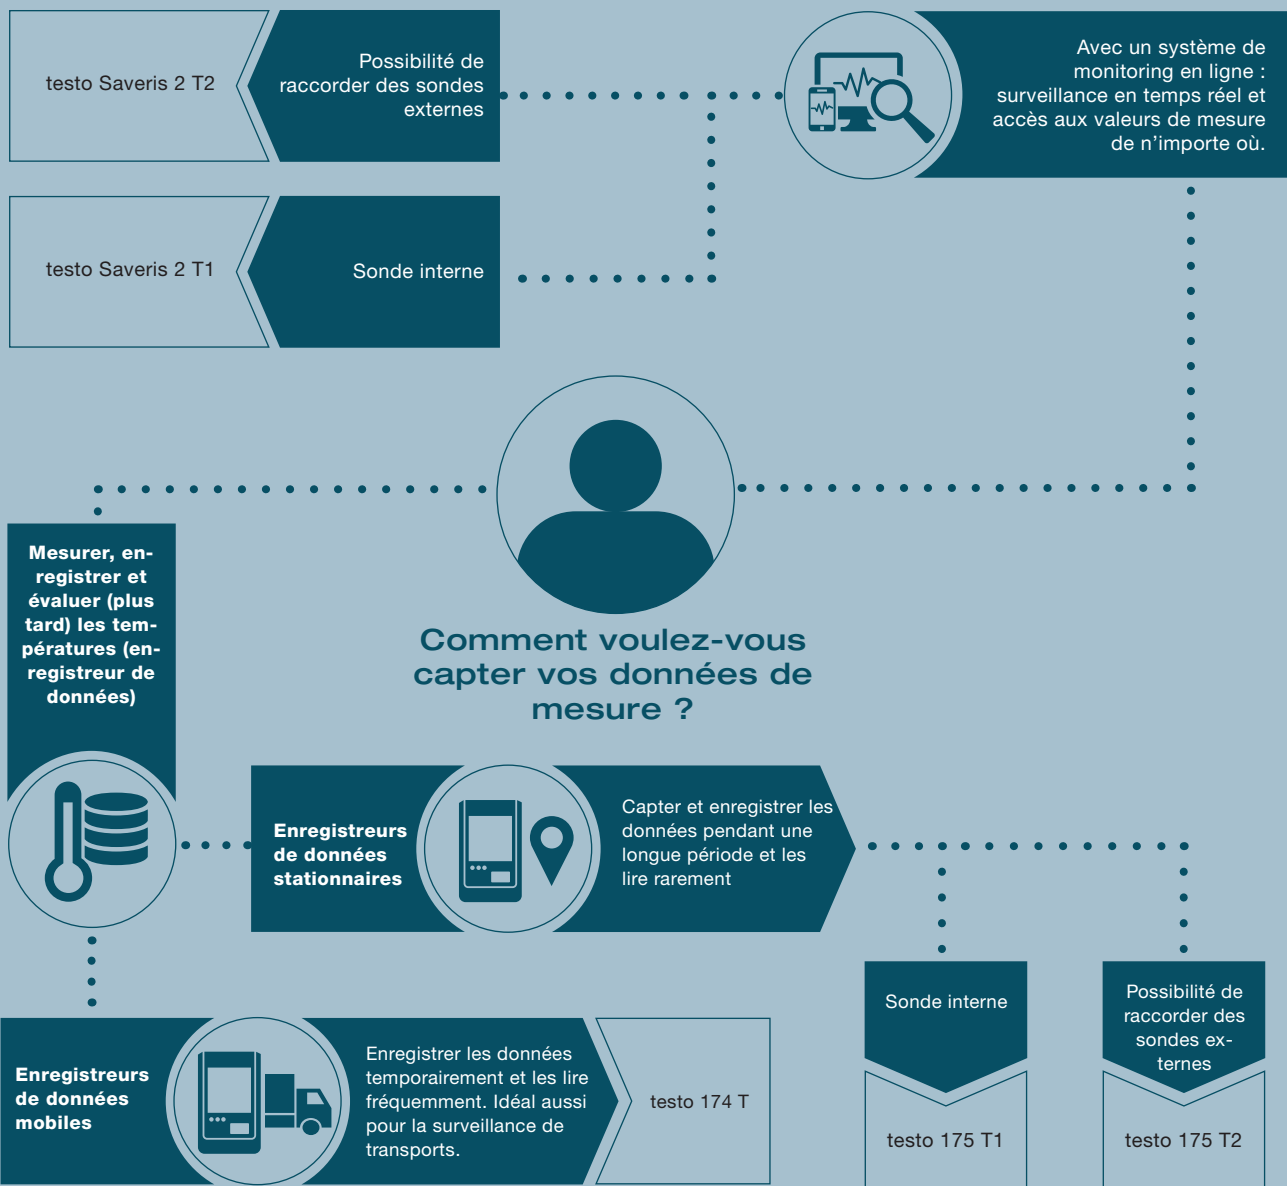 testo Saveris 2 T2
Possibilité de
raccorder des sondes
externes
Avec un système de
monitoring en ligne :
surveillance en temps réel et
accès aux valeurs de mesure
de n’importe où.
testo Saveris 2 T1
Sonde interne
Comment voulez-vous
capter vos données de
mesure ?
Mesurer, en-
registrer et
évaluer (plus
tard) les tem-
pératures (en-
registreur de
données)
Enregistreurs
de données
stationnaires
Capter et enregistrer les
données pendant une
longue période et les
lire rarement
Sonde interne
testo 175 T1
Possibilité de
raccorder des
sondes ex-
ternes
testo 175 T2
Enregistreurs
de données
mobiles
Enregistrer les données
temporairement et les lire
fréquemment. Idéal aussi
pour la surveillance de
transports.
testo 174 T